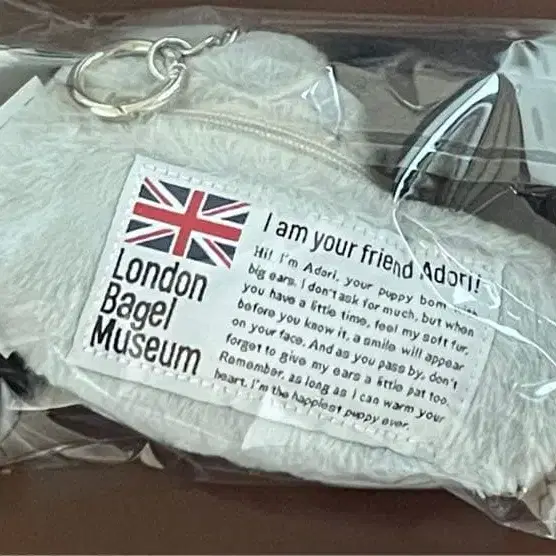 London
Bagel
Museum
I am your friend Adori!
Hi! I'm Adori, your puppy born with
big ears. I don't ask for much, but when
you have a little time, feel my soft fur,
before you know it, a smile will appear
on your face. And as you pass by, don't
forget to give my ears a little pat too.
Remember, as long as I can warm your
heart, I'm the happiest puppy ever.